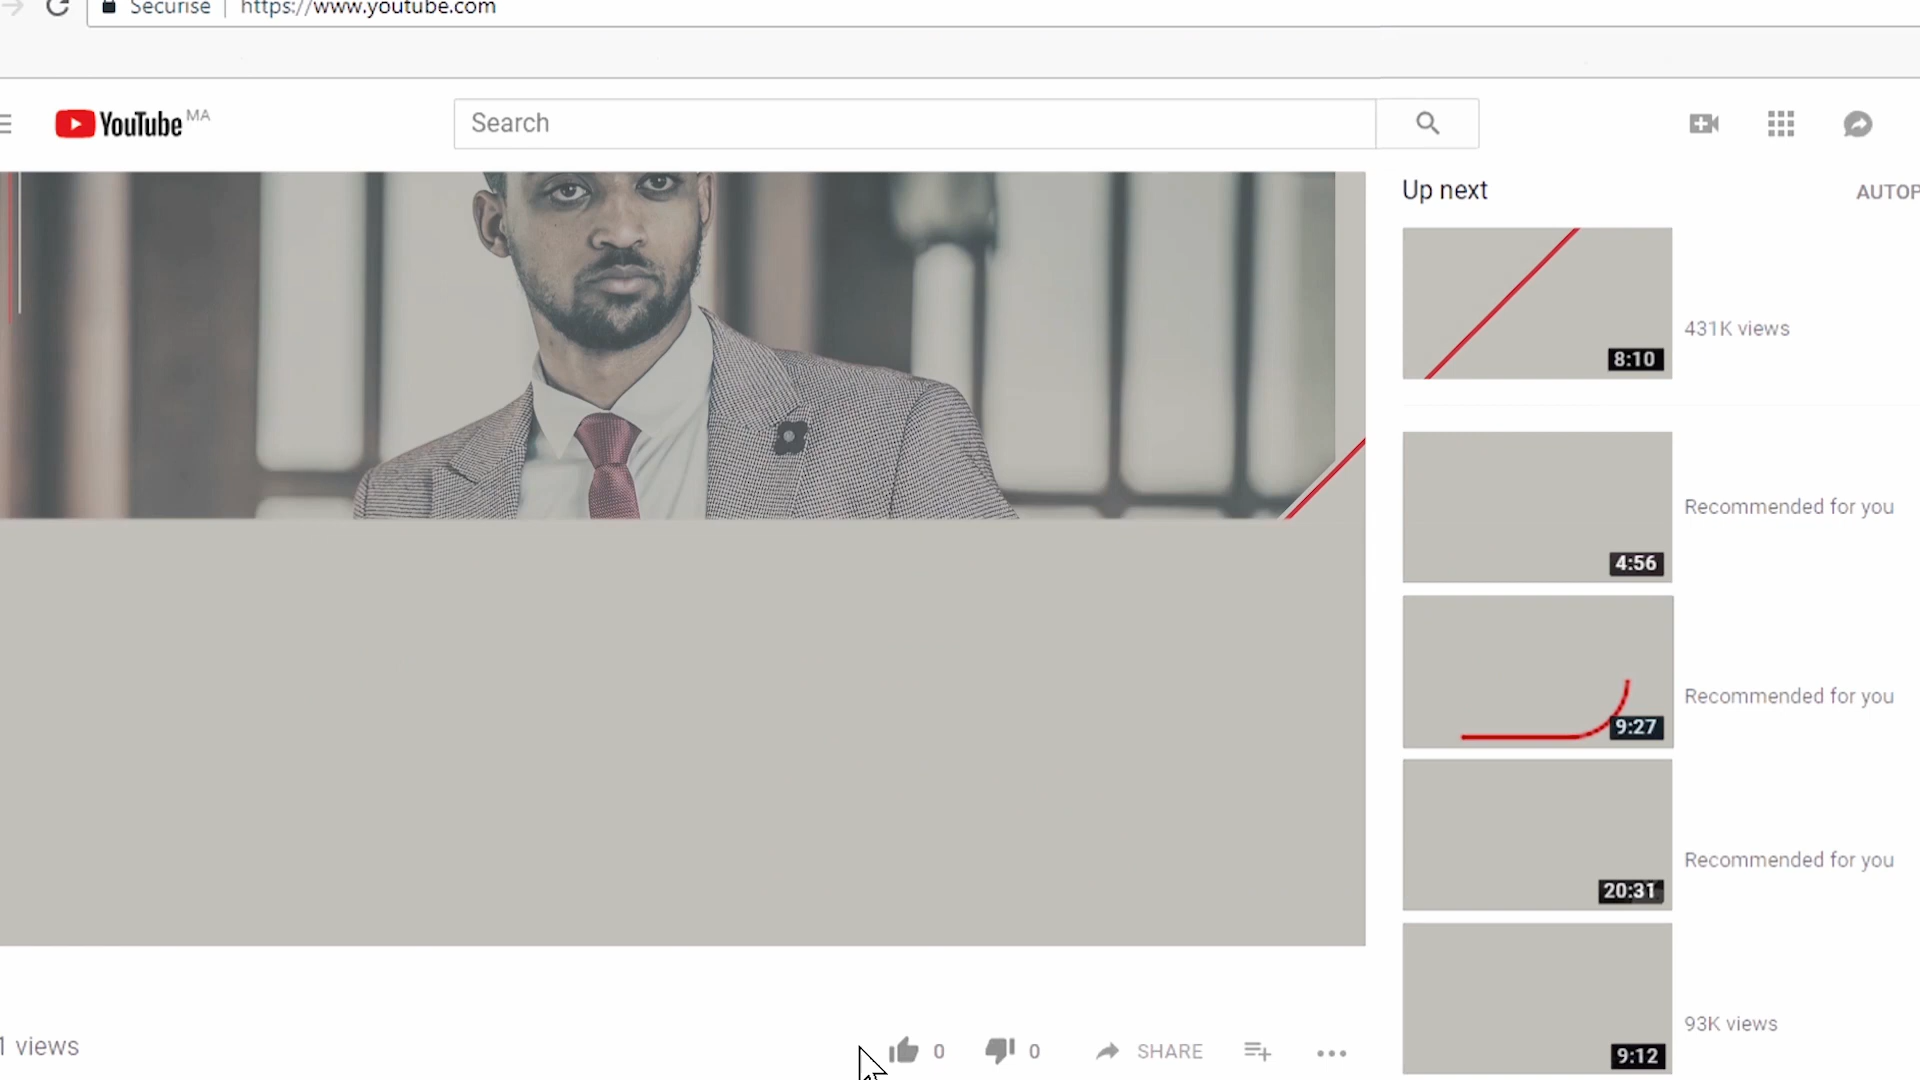 Securise https://www.youtube.com
YouTube MA
Search
Up next
AUTOP
431K views
8:10
Recommended for you
4:56
Recommended for you
9:27
Recommended for you
20:31
93K views
9:12
1 views
0
0
SHARE